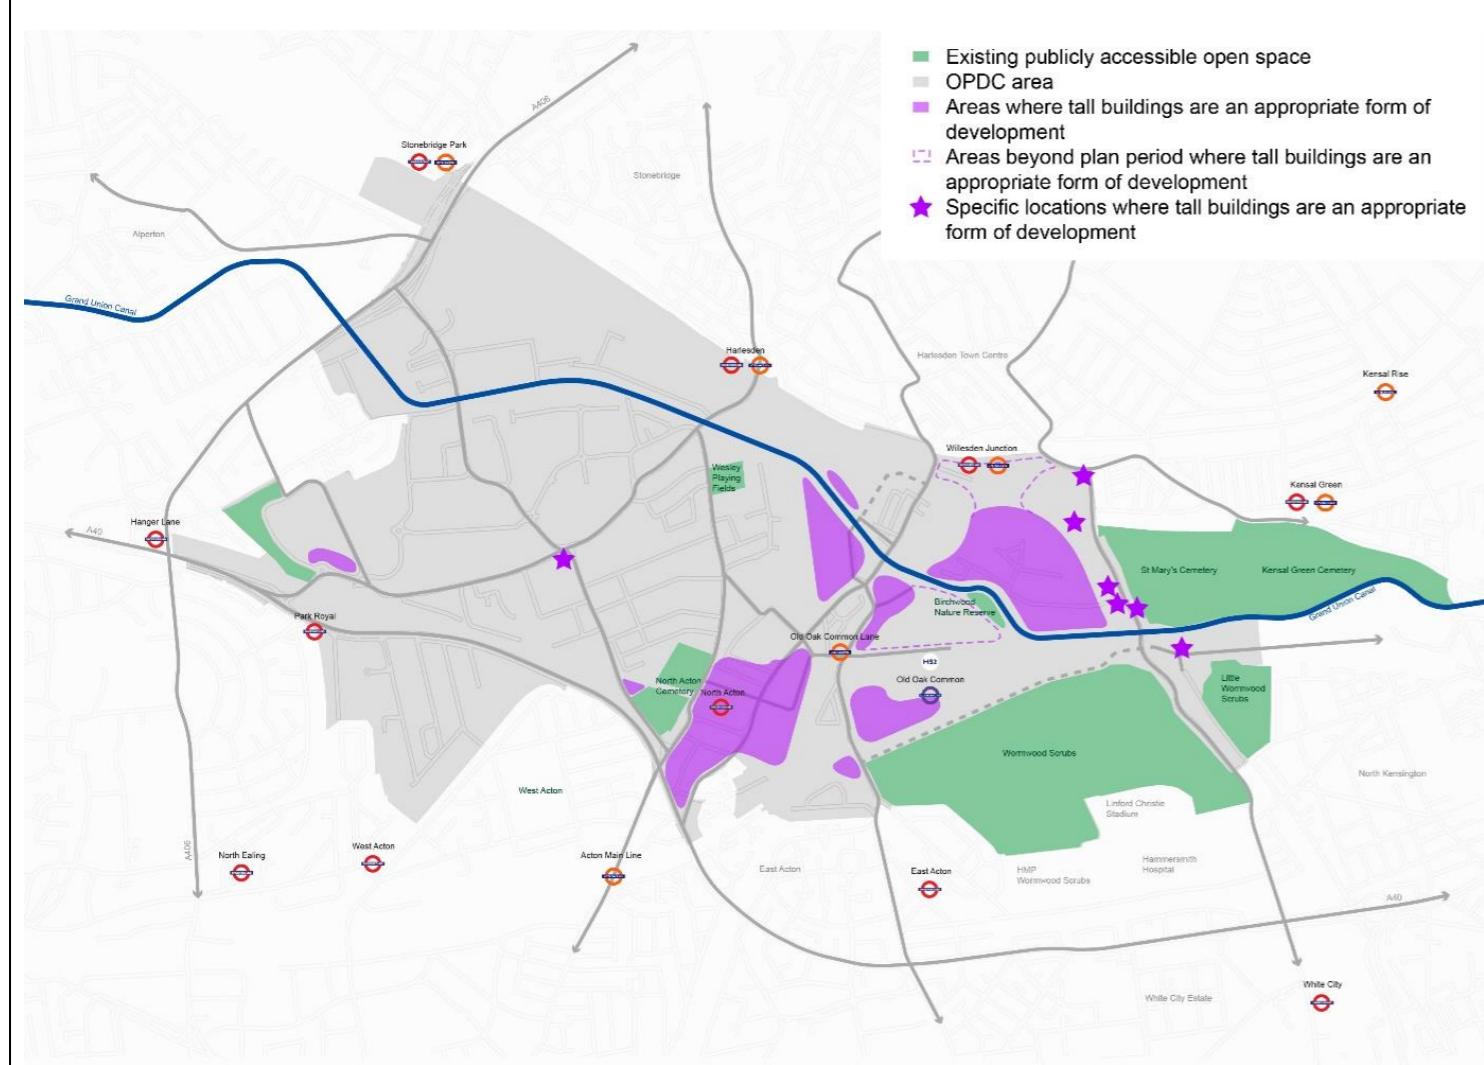 Existing publicly accessible open space
OPDC area
Areas where tall buildings are an appropriate form of
development
Areas beyond plan period where tall buildings are an
appropriate form of development
Specific locations where tall buildings are an appropriate
form of development
A406
Stonebridge Park
Stonebridge
Alperton
Grand Union Canal
Harlesden
Harlesden Town Centre
Kensal Rise
Willesden Junction
Wesley
Playing
Fields
Kensal Green
Hanger Lane
A40
St Mary's Cemetery
Kensal Green Cemetery
Birchwood
Nature Reserve
Grand Union Canal
Park Royal
Old Oak Common Lane
HS2
Old Oak Common
North Acton
Cemetery
North Acton
Little
Wormwood
Scrubs
Wormwood Scrubs
North Kensington
West Acton
Linford Christie
Stadium
A406
North Ealing
West Acton
Acton Main Line
East Acton
East Acton
HMP
Wormwood Scrubs
Hammersmith
Hospital
A40
White City
White City Estate